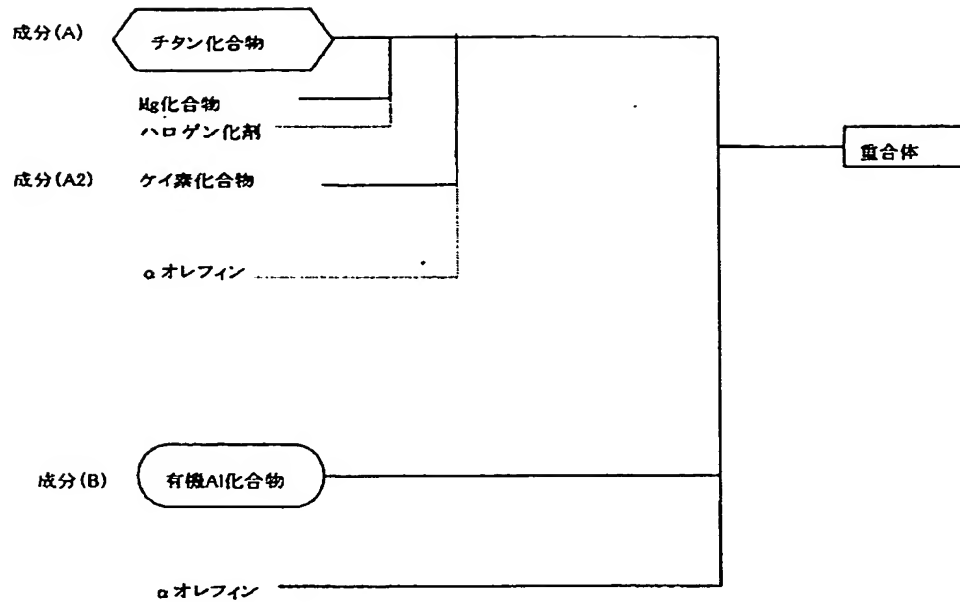 成分(A) チタン化合物
Mg化合物
ハロゲン化剤
重合体
成分(A2) ケイ素化合物
αオレフィン
成分(B) 有機Al化合物
αオレフィン